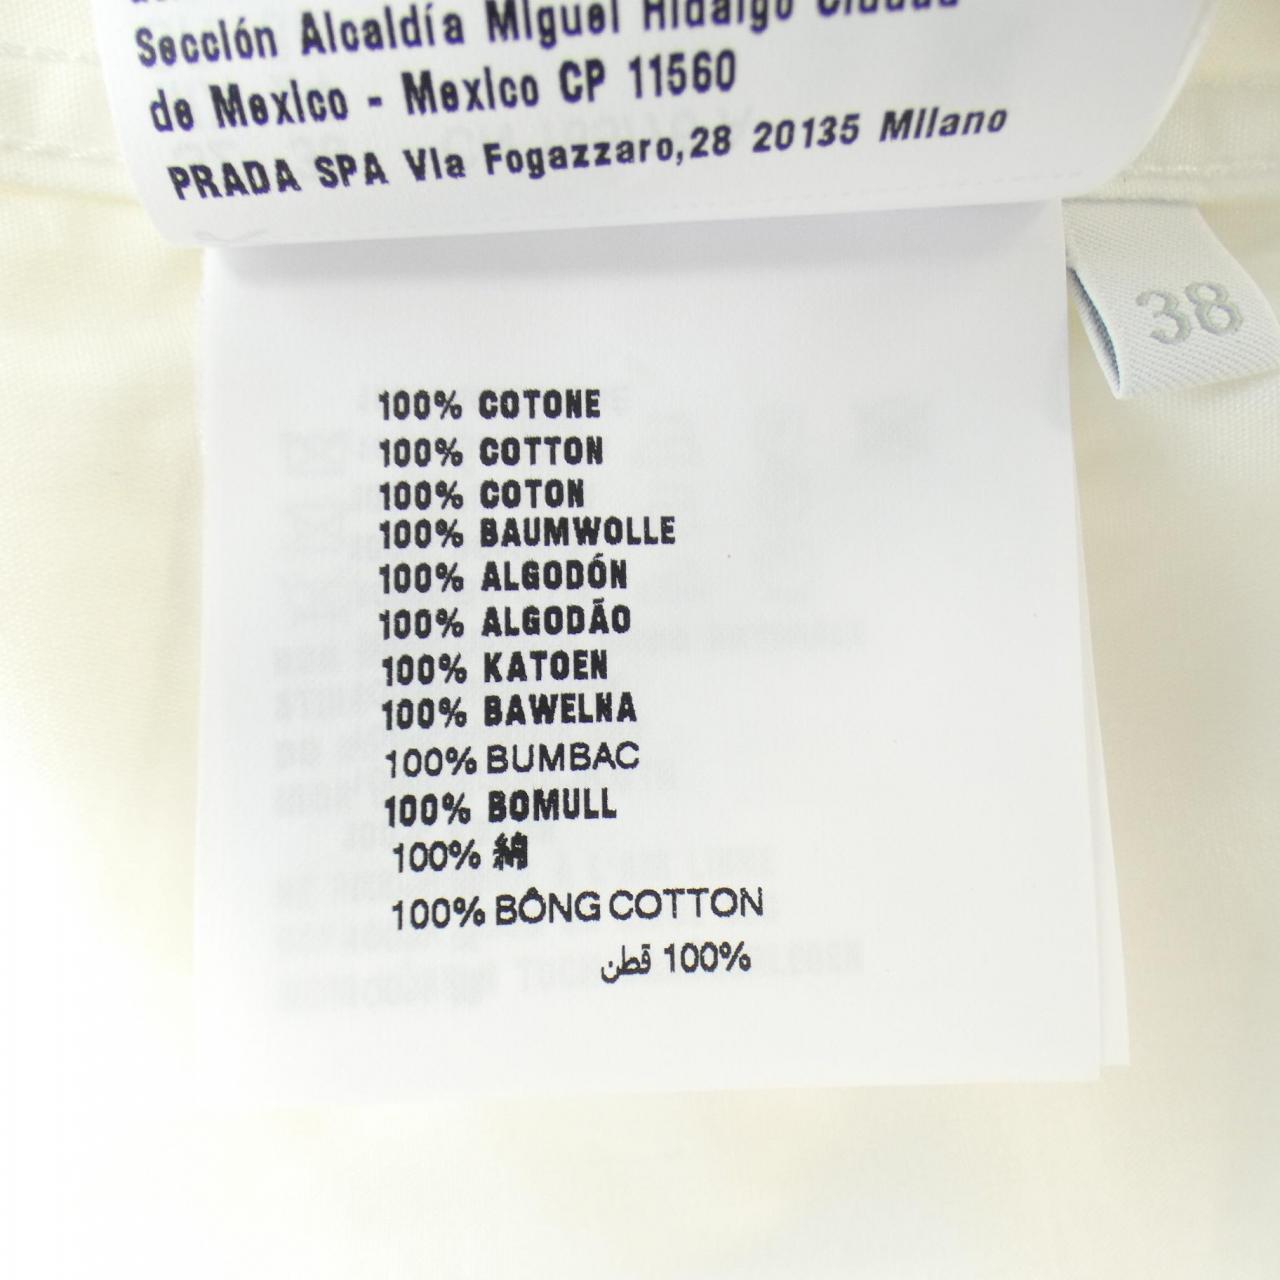 Sección Alcaldía Miguel Hidalgo Ciudad
de Mexico - Mexico CP 11560
PRADA SPA Via Fogazzaro,28 20135 Milano
38
100% COTONE
100% COTTON
100% COTON
100% BAUMWOLLE
100% ALGODÓN
100% ALGODÃO
100% KATOEN
100% BAWELNA
100% BUMBAC
100% BOMULL
100% 綿
100% BÔNG COTTON
100% قطن